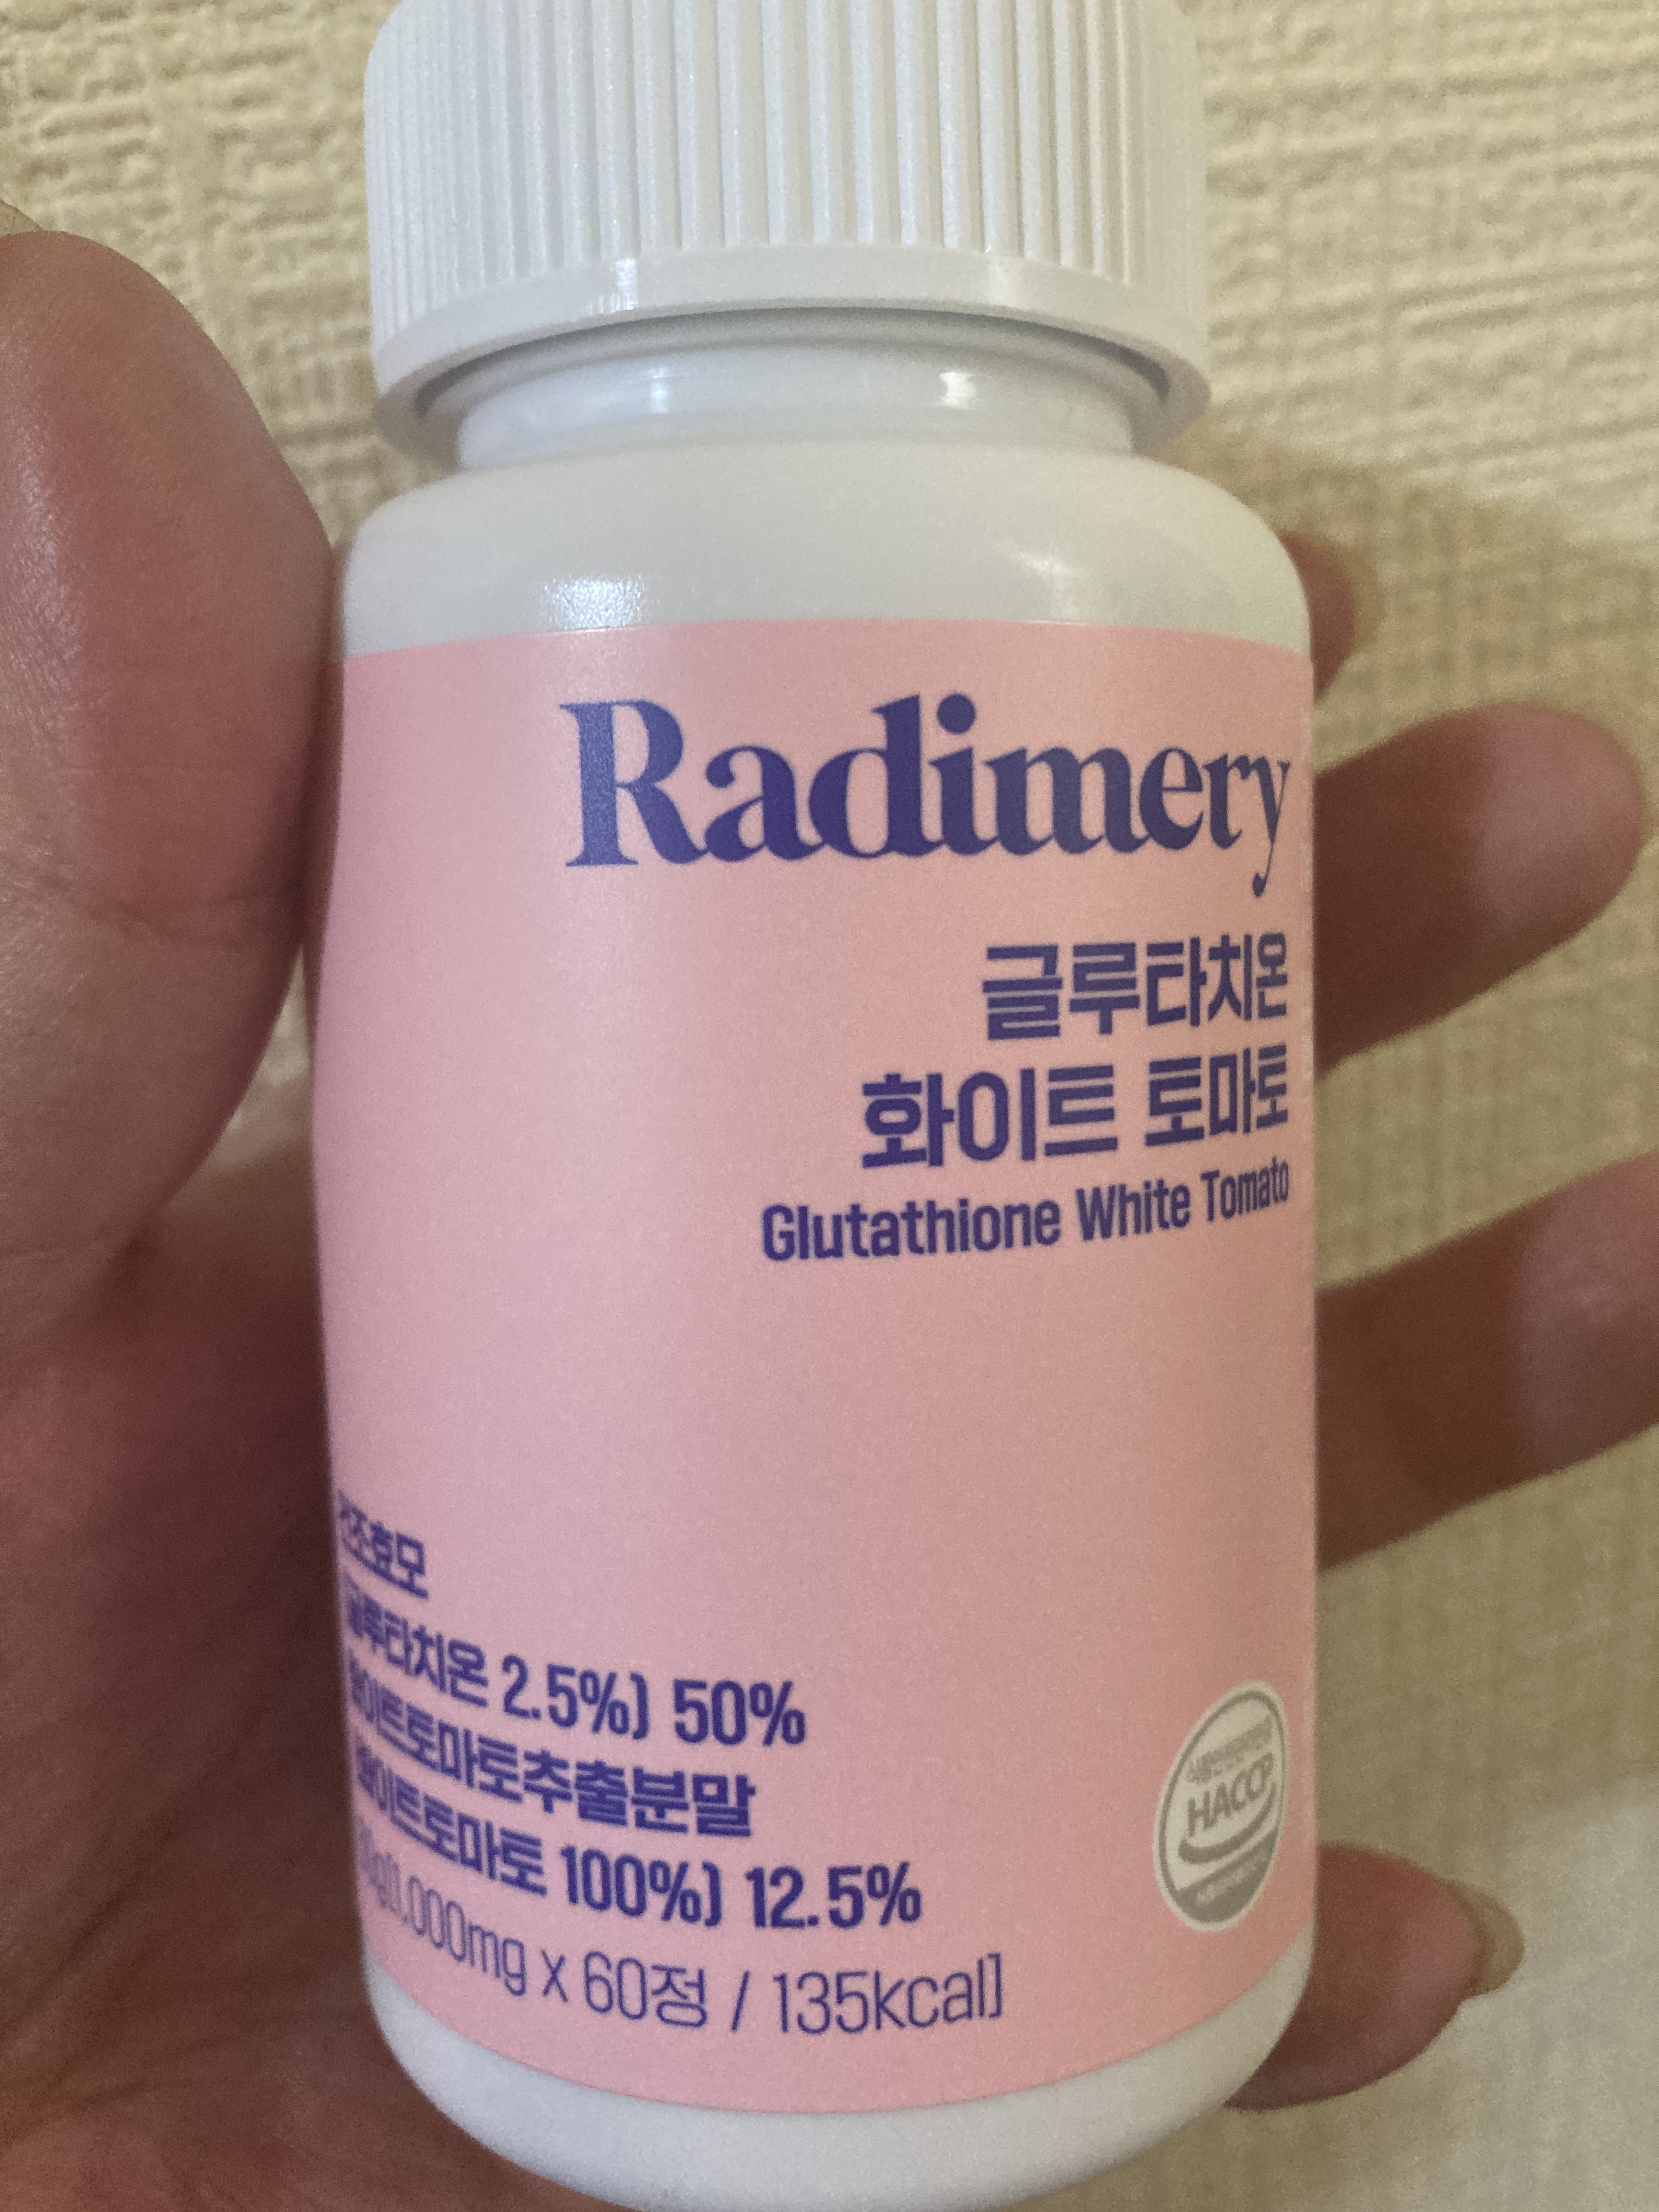 Radimery
글루타치온
화이트 토마토
Glutathione White Tomato
건조효모
글루타치온 2.5%) 50%
화이트토마토추출분말
화이트토마토 100%) 12.5%
1,000mg x 60정 / 135kcal]
HACCP